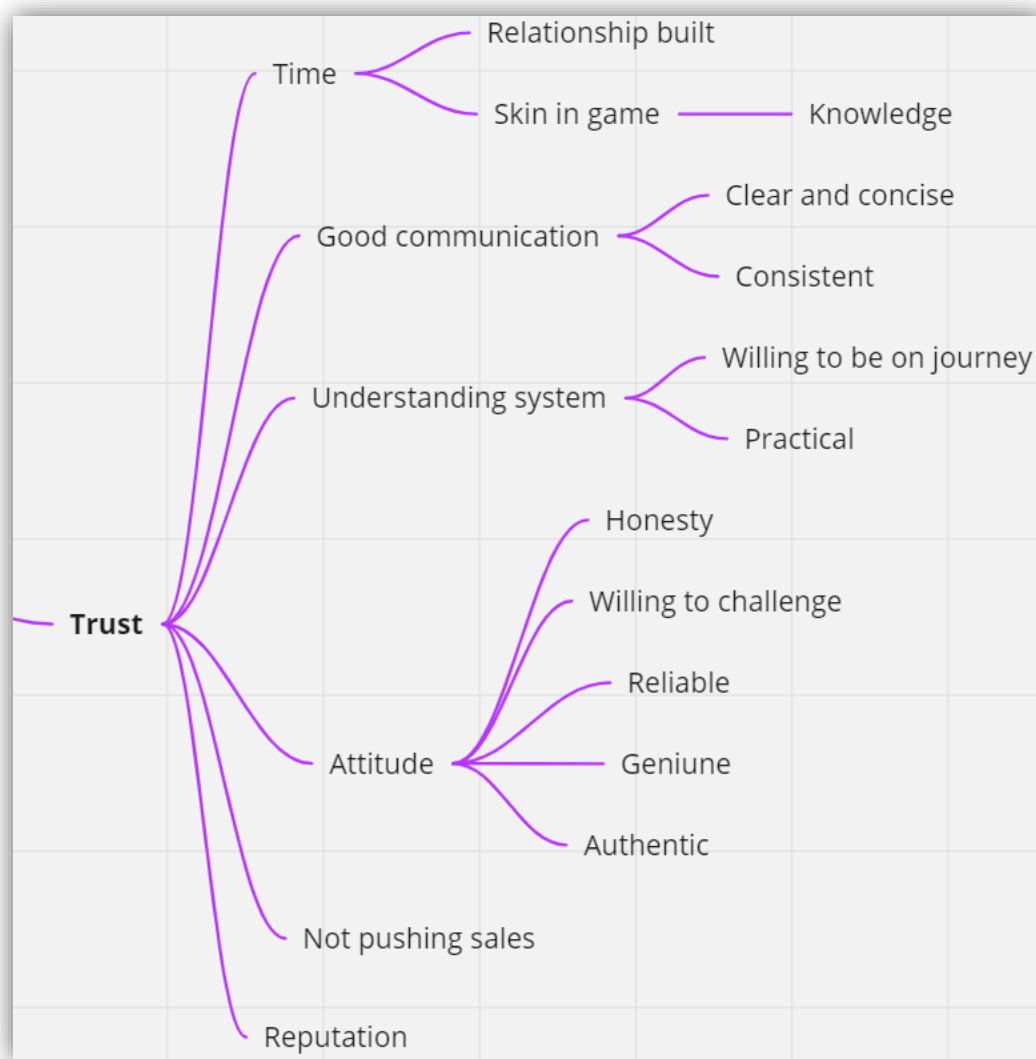 Relationship built
Time
Skin in game
Knowledge
Clear and concise
Good communication
Consistent
Willing to be on journey
Understanding system
Practical
Honesty
Willing to challenge
Trust
Reliable
Attitude
Geniune
Authentic
Not pushing sales
Reputation